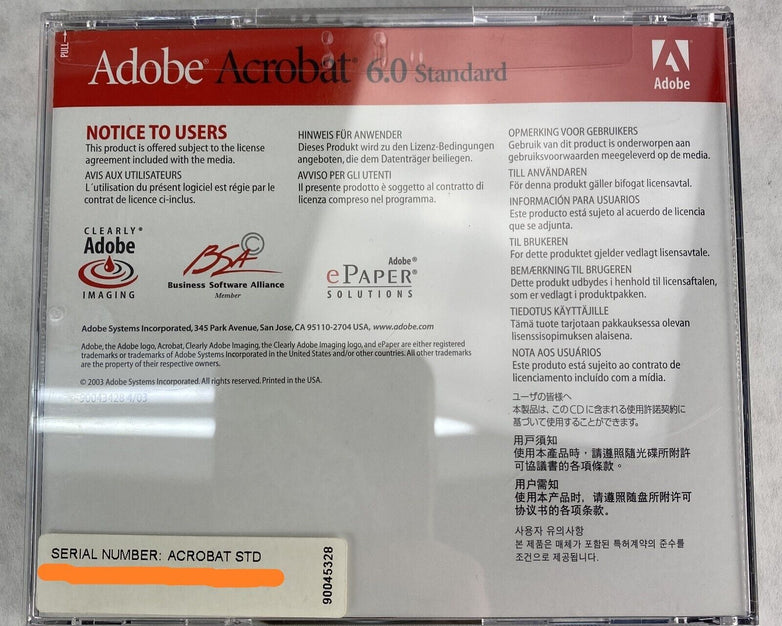 PULL→
Adobe® Acrobat® 6.0 Standard
Adobe
NOTICE TO USERS
This product is offered subject to the license
agreement included with the media.
AVIS AUX UTILISATEURS
L´utilisation du présent logiciel est régie par le
contrat de licence ci-inclus.
HINWEIS FÜR ANWENDER
Dieses Produkt wird zu den Lizenz-Bedingungen
angeboten, die dem Datenträger beiliegen.
AVVISO PER GLI UTENTI
Il presente prodotto è soggetto al contratto di
licenza compreso nel programma.
OPMERKING VOOR GEBRUIKERS
Gebruik van dit product is onderworpen aan
gebruiksvoorwaarden meegeleverd op de media.
TILL ANVÄNDAREN
För denna produkt gäller bifogat licensavtal.
INFORMACIÓN PARA USUARIOS
Este producto está sujeto al acuerdo de licencia
que se adjunta.
TIL BRUKEREN
For dette produktet gjelder vedlagt lisensavtale.
BEMÆRKNING TIL BRUGEREN
Dette produkt udbydes i henhold til licensaftalen,
som er vedlagt i produktpakken.
TIEDOTUS KÄYTTÄJILLE
Tämä tuote tarjotaan pakkauksessa olevan
lisenssisopimuksen alaisena.
NOTA AOS USUÁRIOS
Este produto está sujeito ao contrato de
licenciamento incluído com a mídia.
ユーザの皆様へ
本製品は、このCDに含まれる使用許諾契約に
基づいて使用することができます。
用戶須知
使用本產品時，請遵照隨光碟所附許
可協議書的各項條款。
用户需知
使用本产品时，请遵照随盘所附许可
协议书的各项条款。
사용자 유의사항
본 제품은 매체가 포함된 특허계약의 준수를
조건으로 제공됩니다.
CLEARLY®
Adobe
IMAGING
BSA©
Business Software Alliance
Member
Adobe®
ePAPER®
SOLUTIONS
Adobe Systems Incorporated, 345 Park Avenue, San Jose, CA 95110-2704 USA, www.adobe.com
Adobe, the Adobe logo, Acrobat, Clearly Adobe Imaging, the Clearly Adobe Imaging logo, and ePaper are either registered
trademarks or trademarks of Adobe Systems Incorporated in the United States and/or other countries. All other trademarks
are the property of their respective owners.
© 2003 Adobe Systems Incorporated. All rights reserved. Printed in the USA.
90043428 4/03
SERIAL NUMBER: ACROBAT STD
90045328